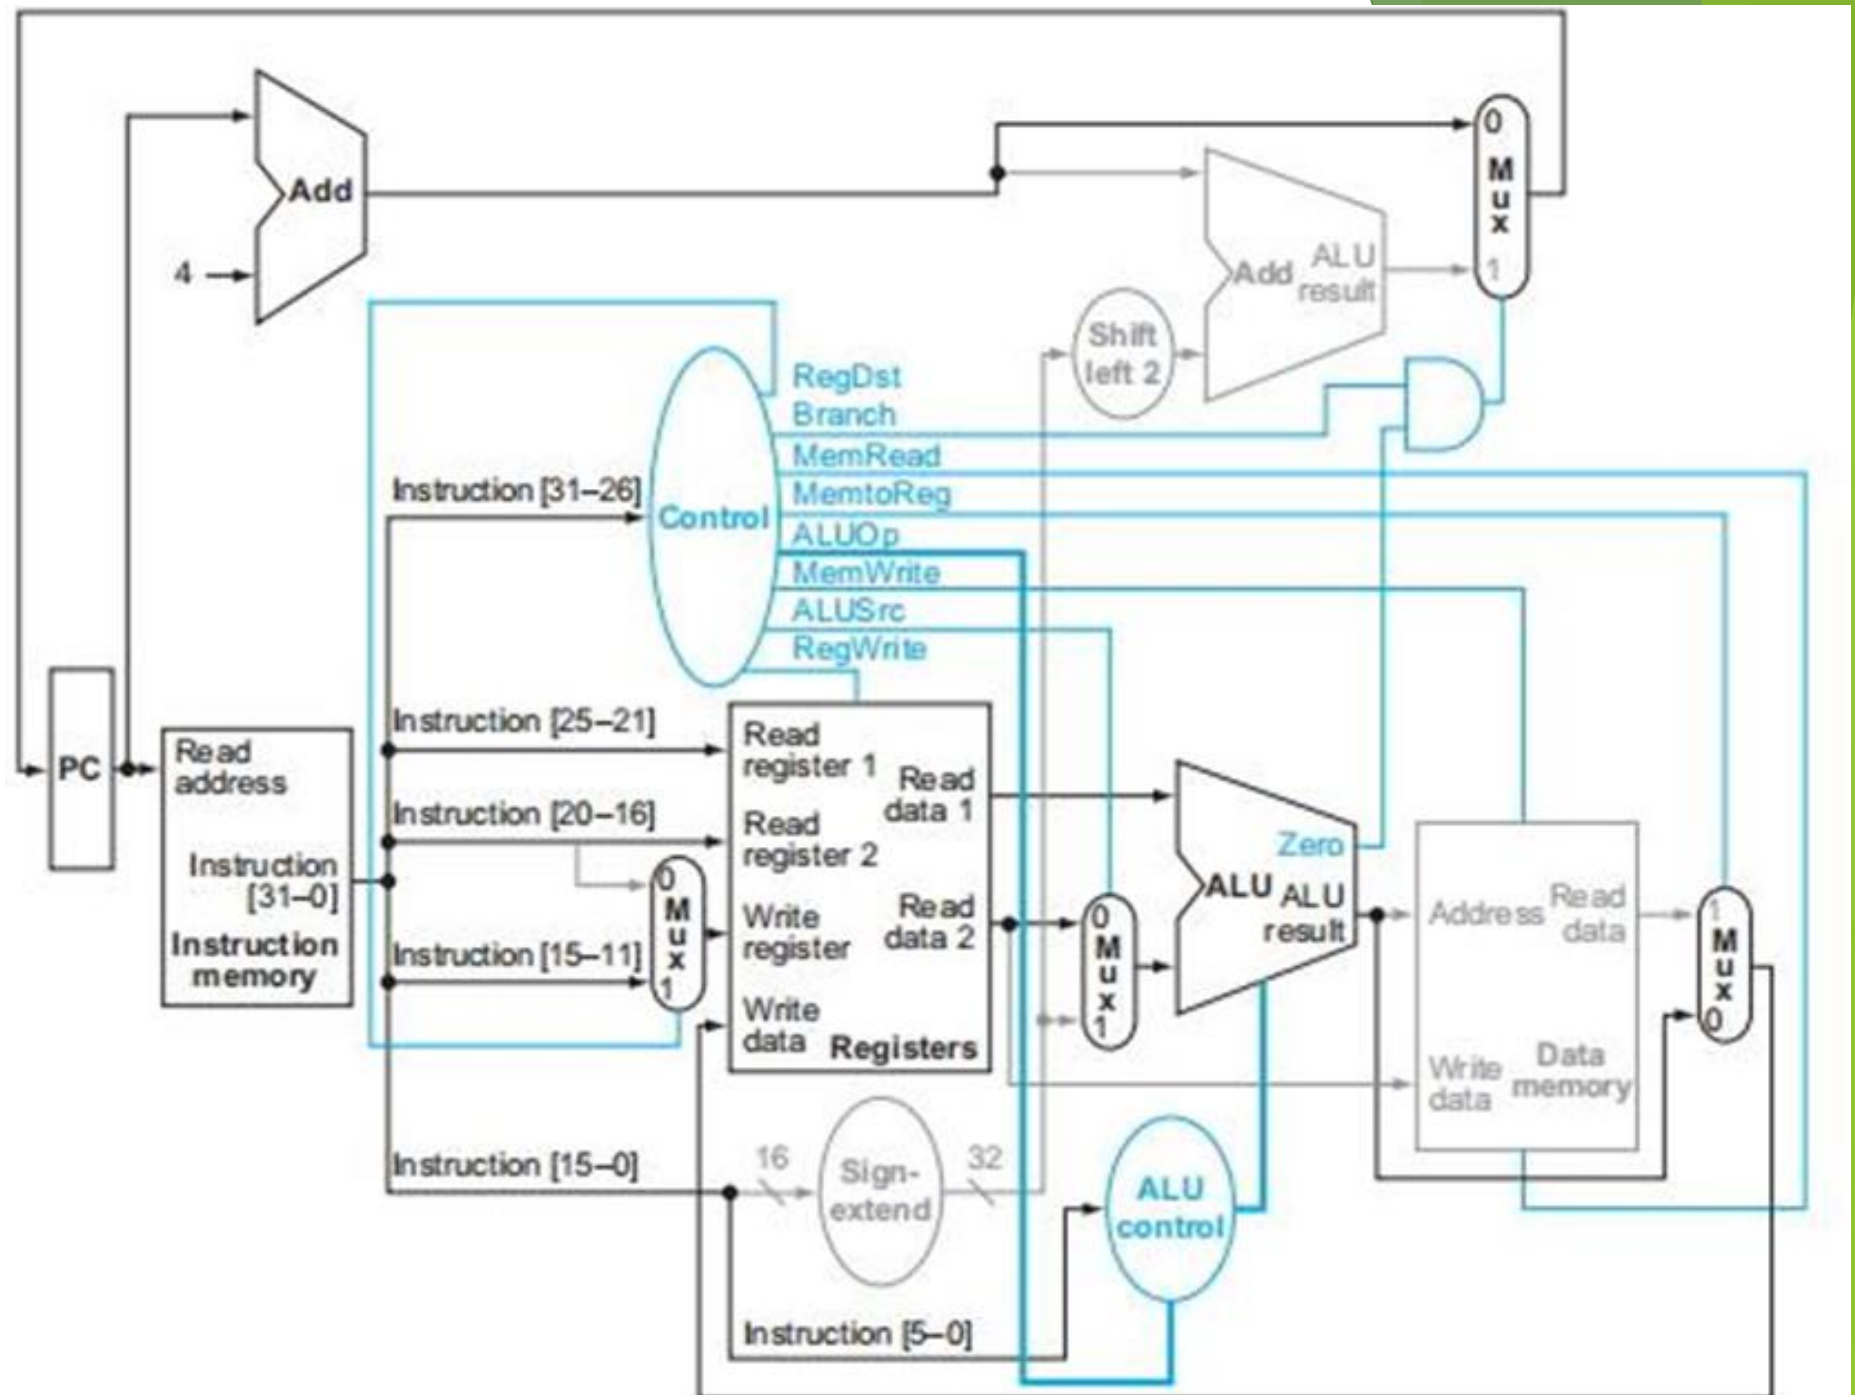 0
M
u
x
1
Add
4
Add
ALU
result
Shift
left 2
RegDst
Branch
MemRead
MemtoReg
ALUOp
MemWrite
ALUSrc
RegWrite
Control
Instruction [31–26]
Instruction [25–21]
Instruction [20–16]
Instruction [15–11]
PC
Read
address
Instruction
[31–0]
Instruction
memory
0
M
u
x
1
Read
register 1
Read
register 2
Write
register
Write
data
Read
data 1
Read
data 2
Registers
0
M
u
x
1
Zero
ALU
ALU
result
Address
Read
data
Write
data
Data
memory
1
M
u
x
0
Instruction [15–0]
16
Sign-
extend
32
ALU
control
Instruction [5–0]